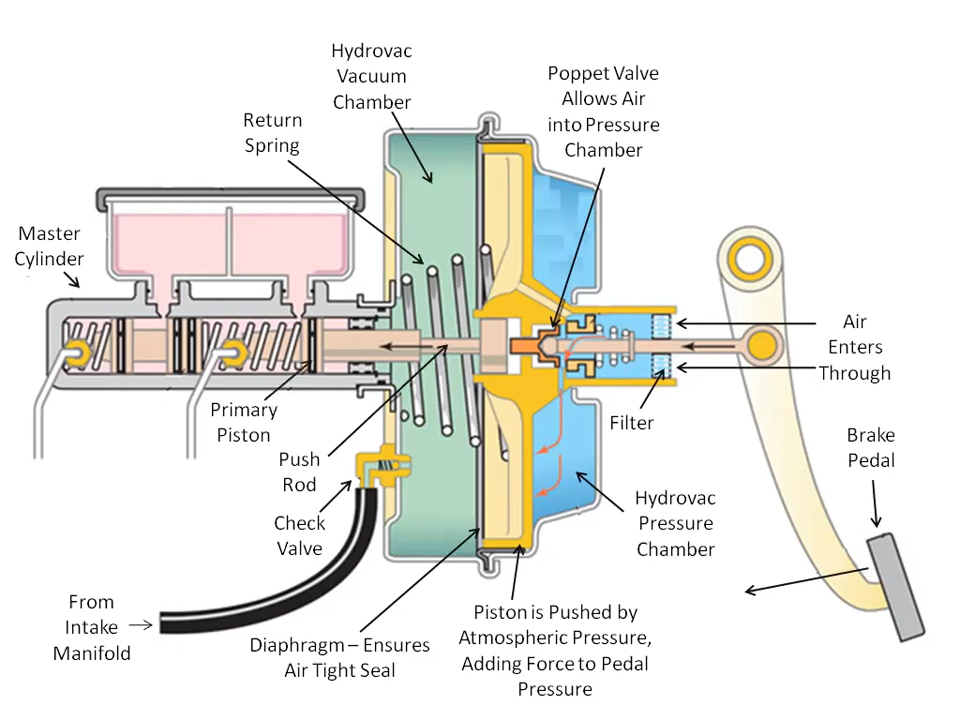 Hydrovac
Vacuum
Chamber
Poppet Valve
Allows Air
into Pressure
Chamber
Return
Spring
Master
Cylinder
Air
Enters
Through
Primary
Piston
Filter
Brake
Pedal
Push
Rod
Check
Valve
Hydrovac
Pressure
Chamber
From
Intake
Manifold
Diaphragm – Ensures
Air Tight Seal
Piston is Pushed by
Atmospheric Pressure,
Adding Force to Pedal
Pressure